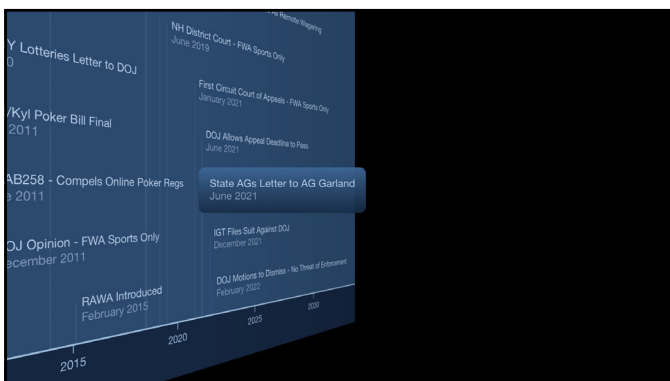 as Remote Wagering
NH District Court - FWA Sports Only
June 2019
Y Lotteries Letter to DOJ
0
First Circuit Court of Appeals - FWA Sports Only
January 2021
/Kyl Poker Bill Final
2011
DOJ Allows Appeal Deadline to Pass
June 2021
AB258 - Compels Online Poker Regs
e 2011
State AGs Letter to AG Garland
June 2021
OJ Opinion - FWA Sports Only
ecember 2011
IGT Files Suit Against DOJ
December 2021
RAWA Introduced
February 2015
DOJ Motions to Dismiss - No Threat of Enforcement
February 2022
2015
2020
2025
2030